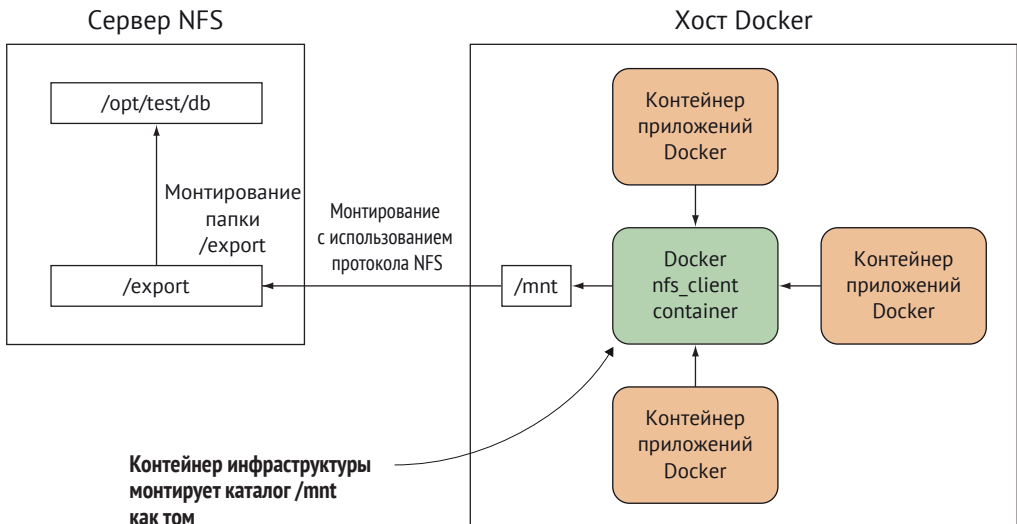 Сервер NFS
Хост Docker
/opt/test/db
Монтирование
папки
/export
/export
Монтирование
с использованием
протокола NFS
/mnt
Контейнер
приложений
Docker
Docker
nfs_client
container
Контейнер
приложений
Docker
Контейнер
приложений
Docker
Контейнер инфраструктуры
монтирует каталог /mnt
как том